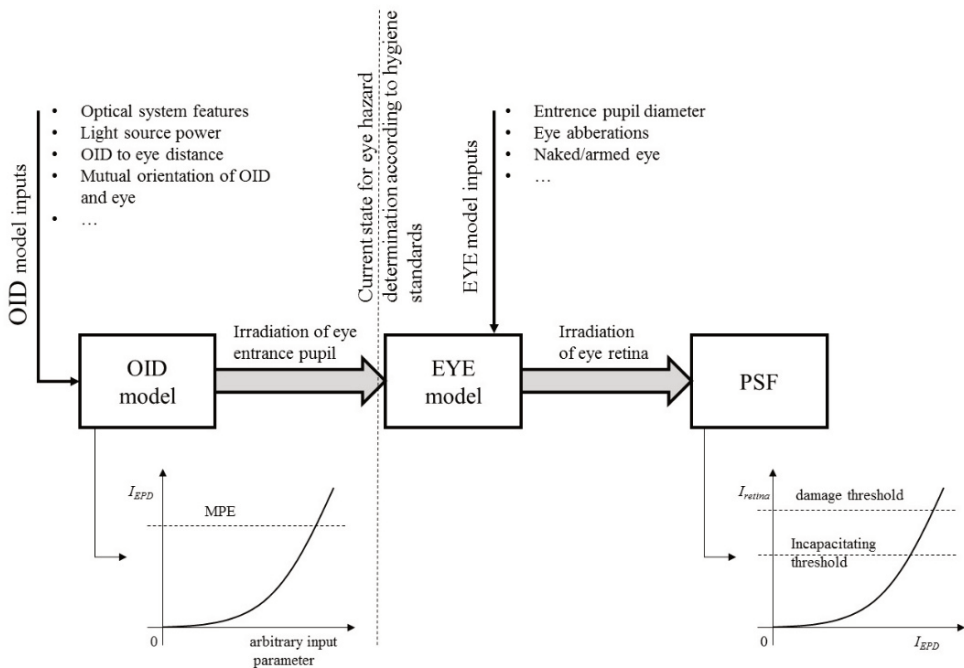 • Optical system features
• Light source power
• OID to eye distance
• Mutual orientation of OID
and eye
• …
OID model inputs
Current state for eye hazard
determination according to hygiene
standards
• Entrence pupil diameter
• Eye abberations
• Naked/armed eye
• …
EYE model inputs
OID
model
Irradiation of eye
entrance pupil
EYE
model
Irradiation
of eye retina
PSF
I_EPD
MPE
0
arbitrary input
parameter
I_retina
damage threshold
Incapacitating
threshold
0
I_EPD